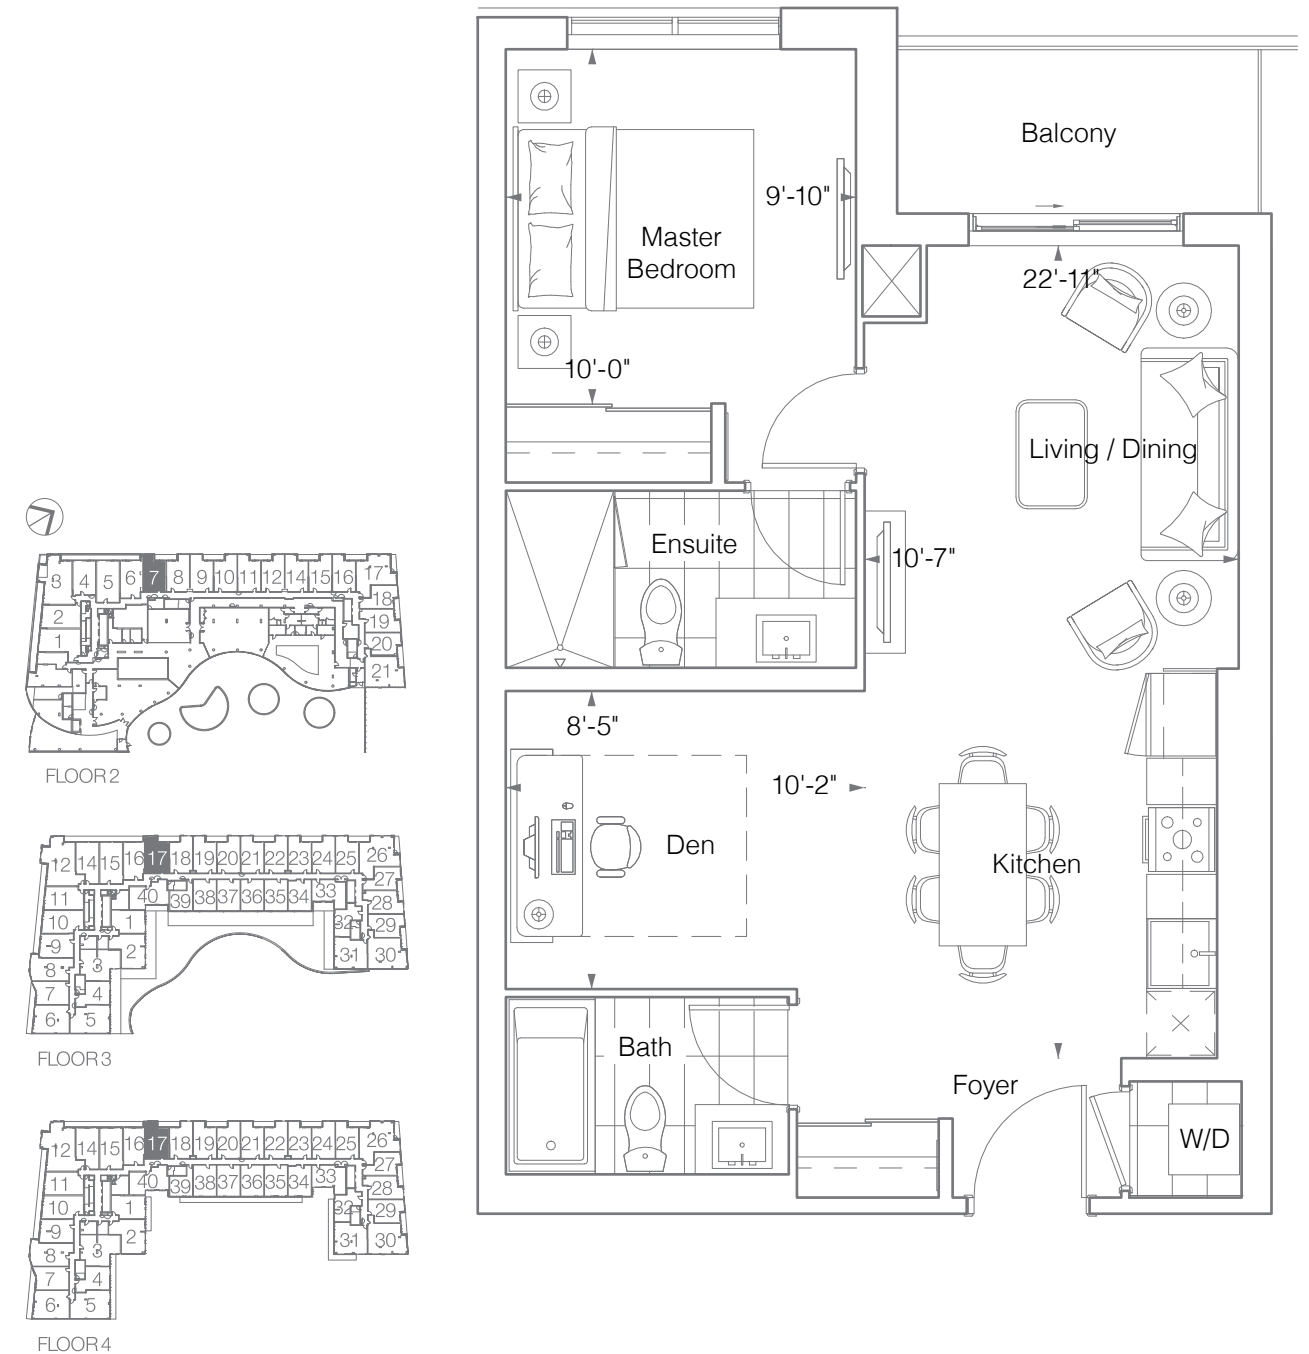 Balcony
9'-10"
Master
Bedroom
22'-11"
10'-0"
Living / Dining
Ensuite
10'-7"
8'-5"
10'-2"
Den
Kitchen
Bath
Foyer
W/D
3 4 5 6 7 8 9 10 11 12 14 15 16 17
18
2
19
1
20
21
FLOOR 2
12 14 15 16 17 18 19 20 21 22 23 24 25 26
27
11 40 39 38 37 36 35 34 33
28
10 1 32 29
9 2 31 30
8 3
7 4
6 5
FLOOR 3
12 14 15 16 17 18 19 20 21 22 23 24 25 26
27
11 40 39 38 37 36 35 34 33
28
10 1 32 29
9 2 31 30
8 3
7 4
6 5
FLOOR 4